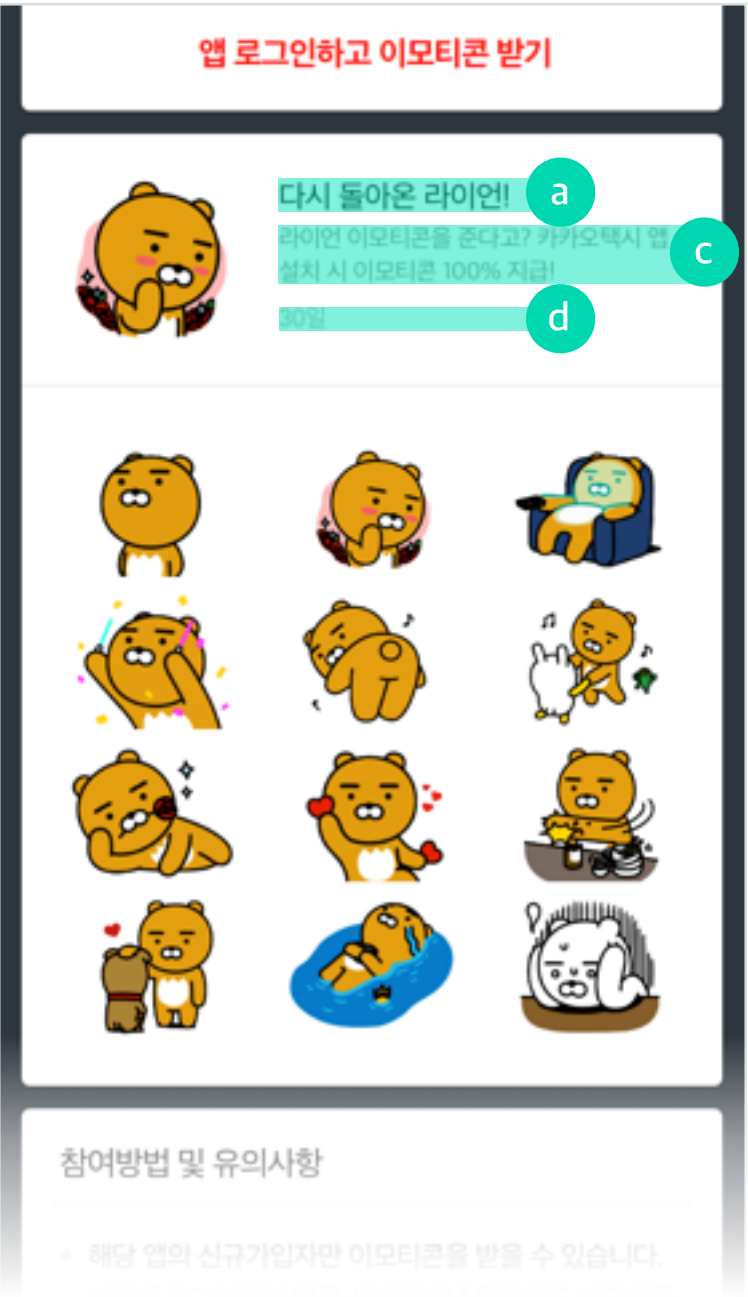 앱 로그인하고 이모티콘 받기
다시 돌아온 라이언!
a
라이언 이모티콘을 준다고? 카카오택시 앱
설치 시 이모티콘 100% 지급!
c
30일
d
참여방법 및 유의사항
• 해당 앱의 신규가입자만 이모티콘을 받을 수 있습니다.